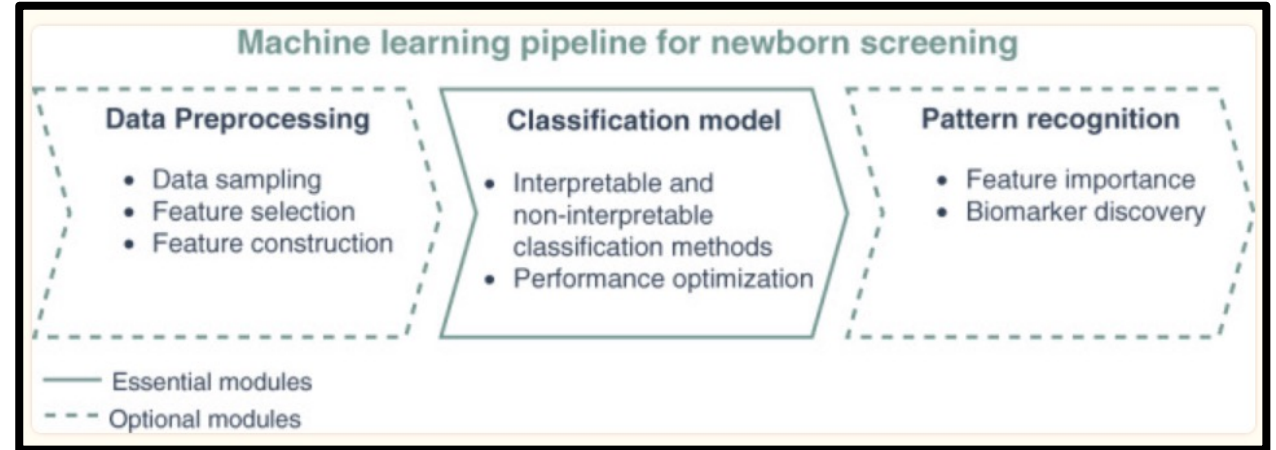 Machine learning pipeline for newborn screening
Data Preprocessing
• Data sampling
• Feature selection
• Feature construction
Classification model
• Interpretable and
non-interpretable
classification methods
• Performance optimization
Pattern recognition
• Feature importance
• Biomarker discovery
Essential modules
Optional modules